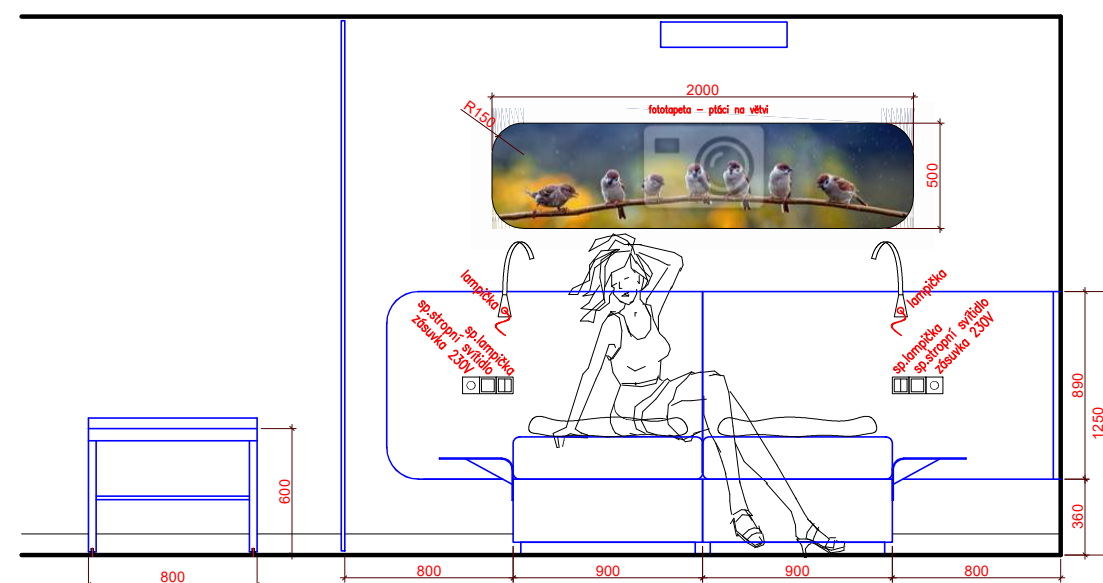 2000
fototapeta – ptáci na větvi
R150
500
lampička
sp.lampička
sp.stropní svítidlo
zásuvka 230V
lampička
sp.lampička
sp.stropní svítidlo
zásuvka 230V
890
1250
600
360
800
800
900
900
800